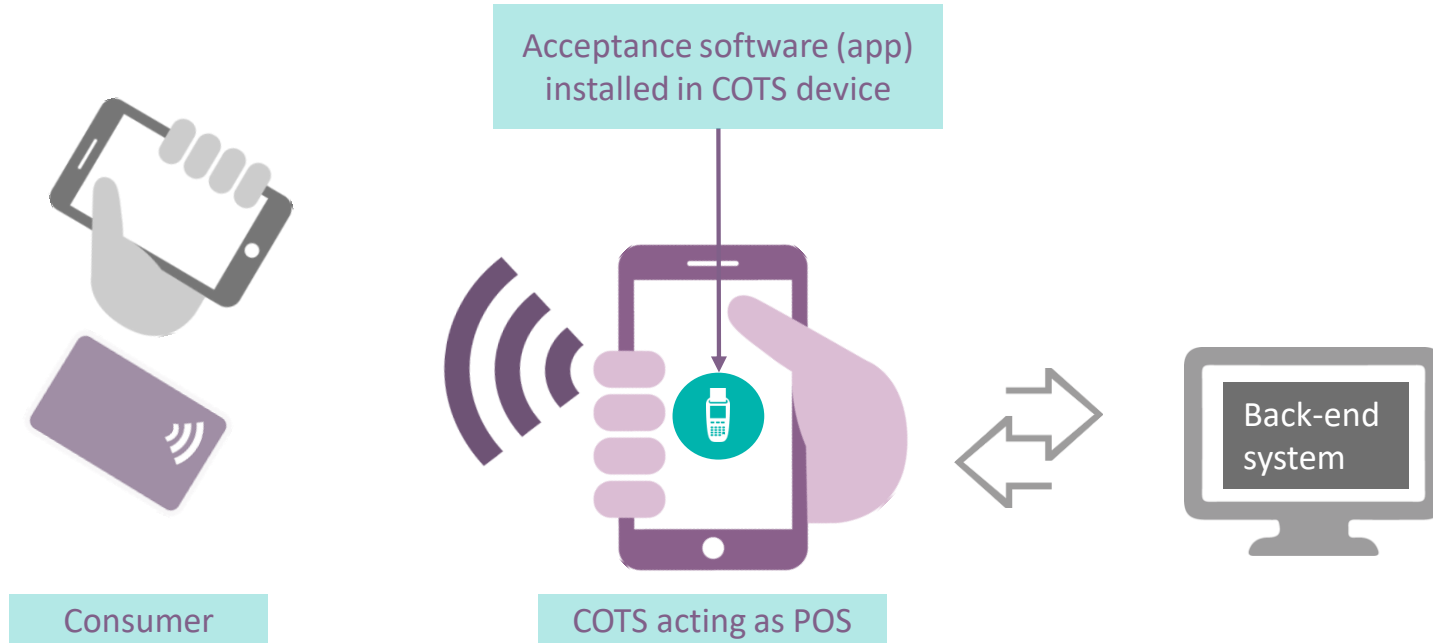 Acceptance software (app)
installed in COTS device
Back-end
system
Consumer
COTS acting as POS